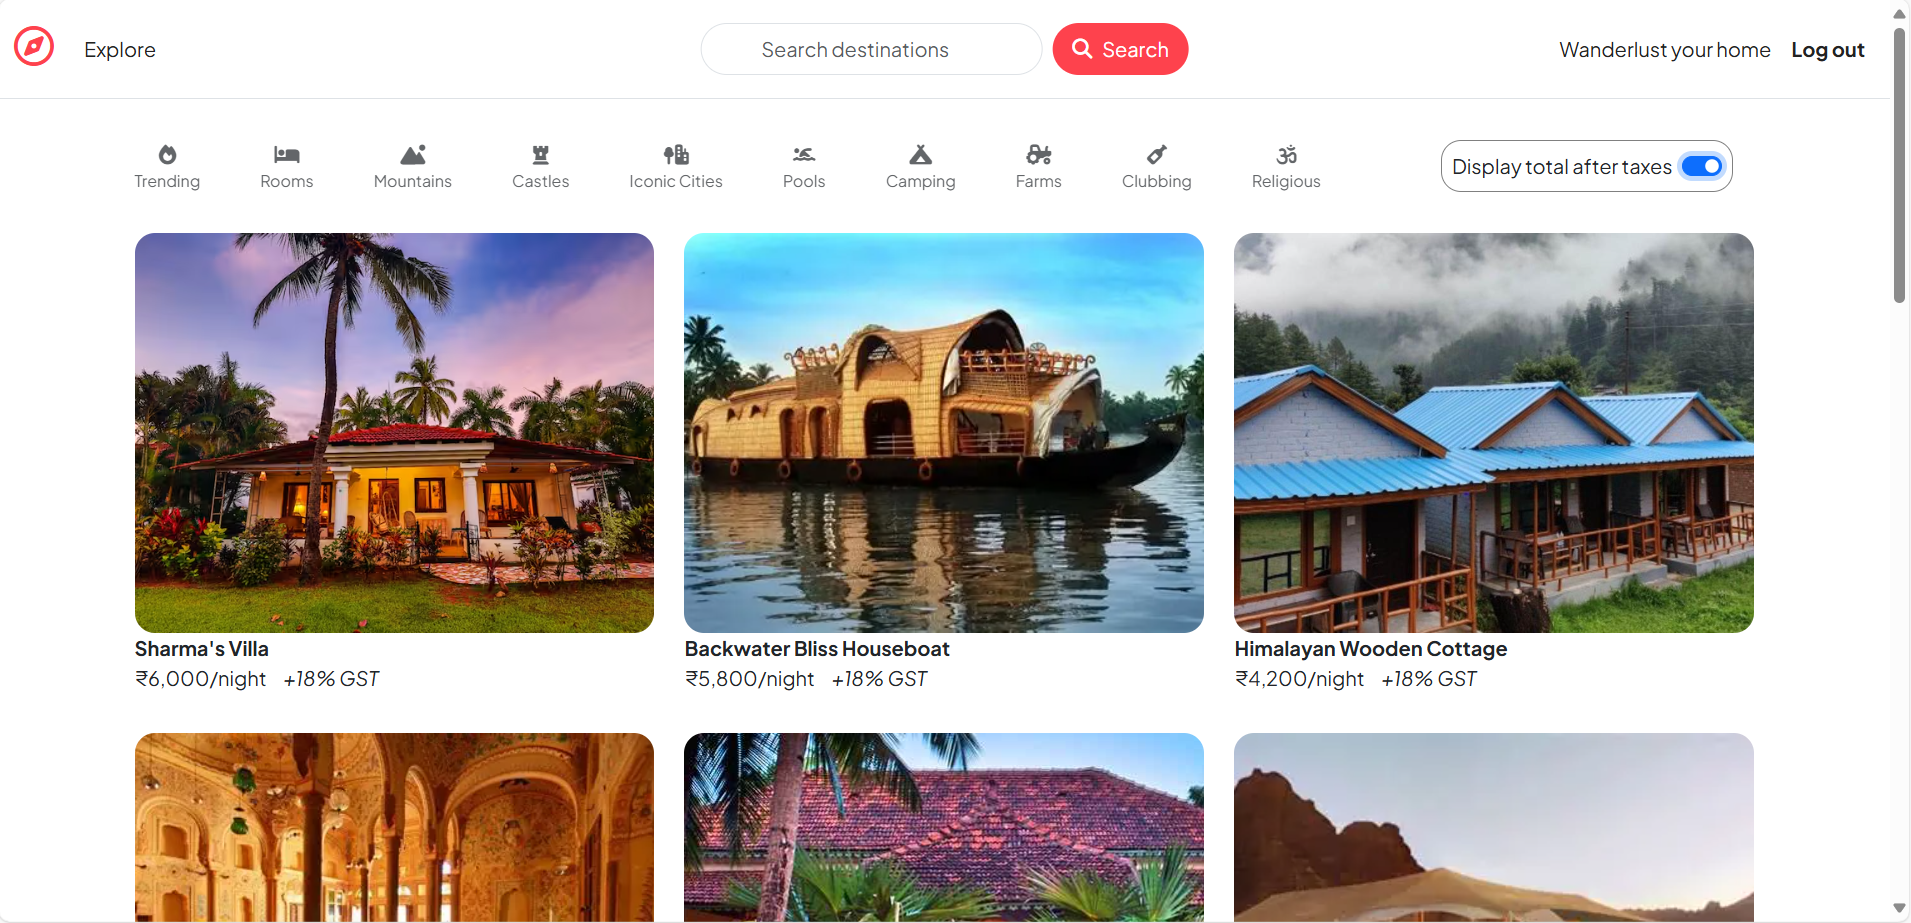 Explore
Search destinations
Search
Wanderlust your home
Log out
Trending
Rooms
Mountains
Castles
Iconic Cities
Pools
Camping
Farms
Clubbing
Religious
Display total after taxes
Sharma's Villa
₹6,000/night +18% GST
Backwater Bliss Houseboat
₹5,800/night +18% GST
Himalayan Wooden Cottage
₹4,200/night +18% GST